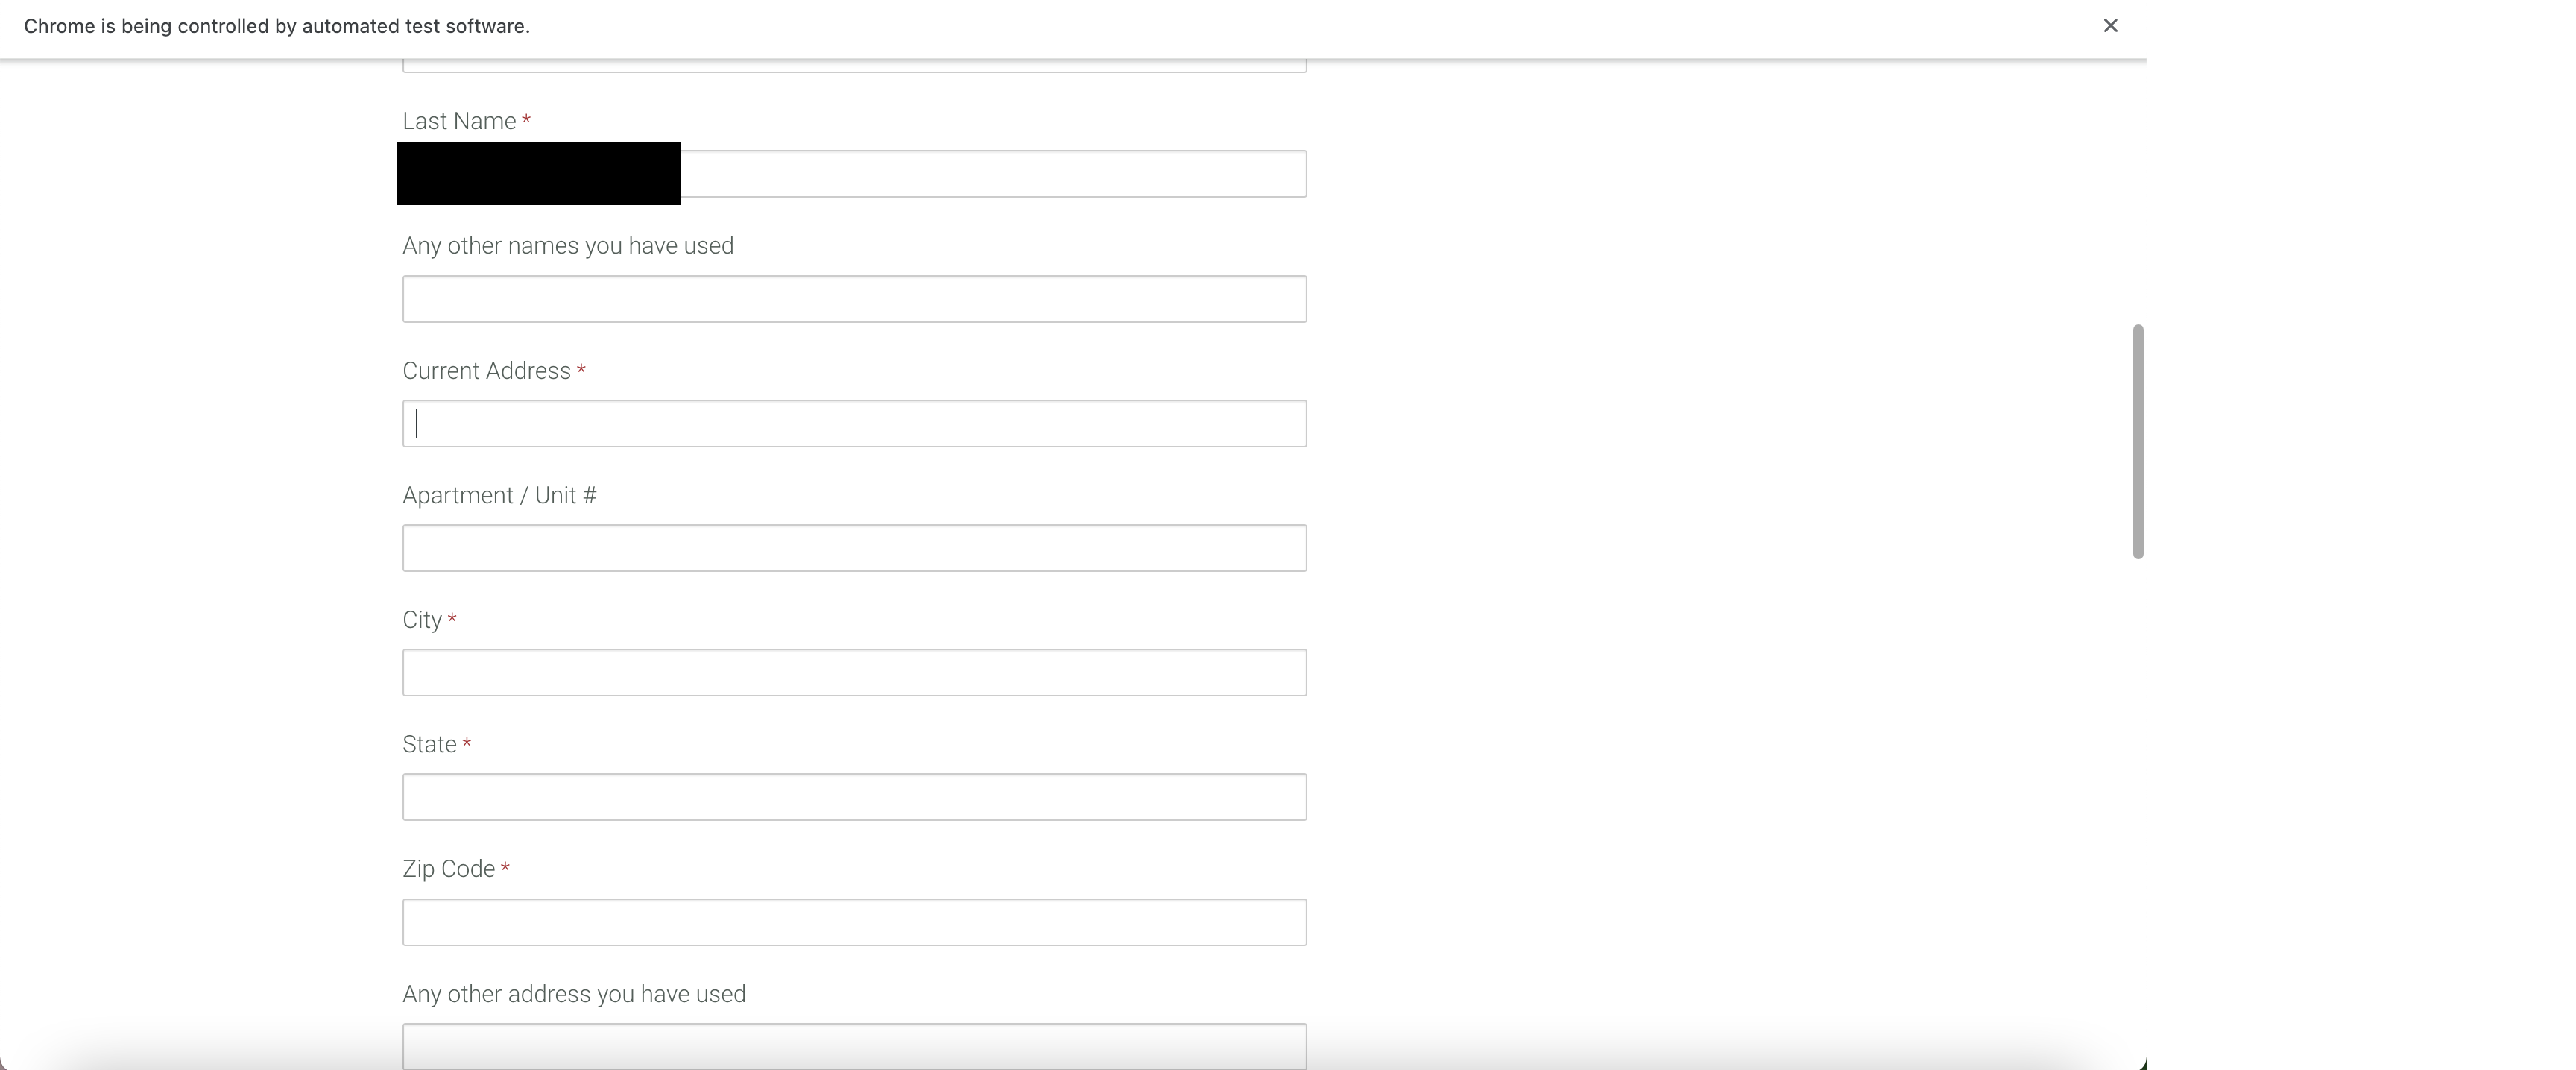 Chrome is being controlled by automated test software.
Last Name *
Any other names you have used
Current Address *
Apartment / Unit #
City *
State *
Zip Code *
Any other address you have used